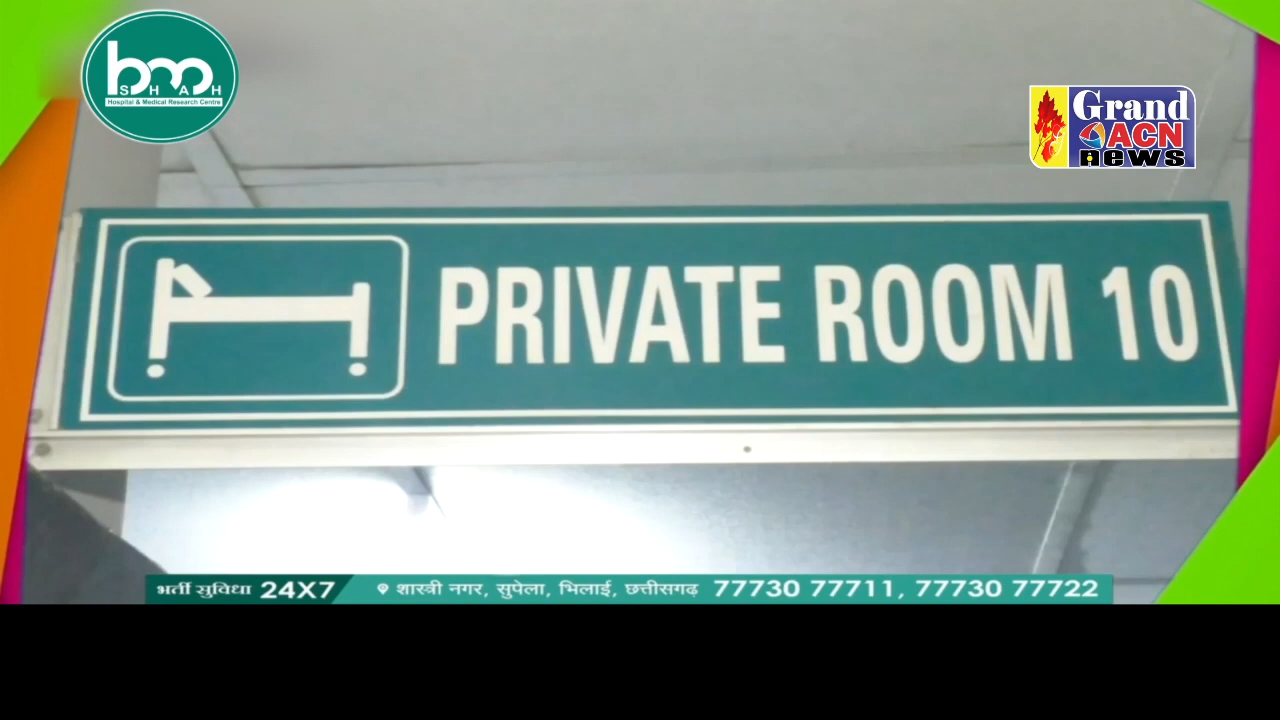 bm
SHAH
Hospital & Medical Research Centre
Grand
ACN
news
PRIVATE ROOM 10
भर्ती सुविधा 24X7 शास्त्री नगर, सुपेला, भिलाई, छत्तीसगढ़ 77730 77711, 77730 77722